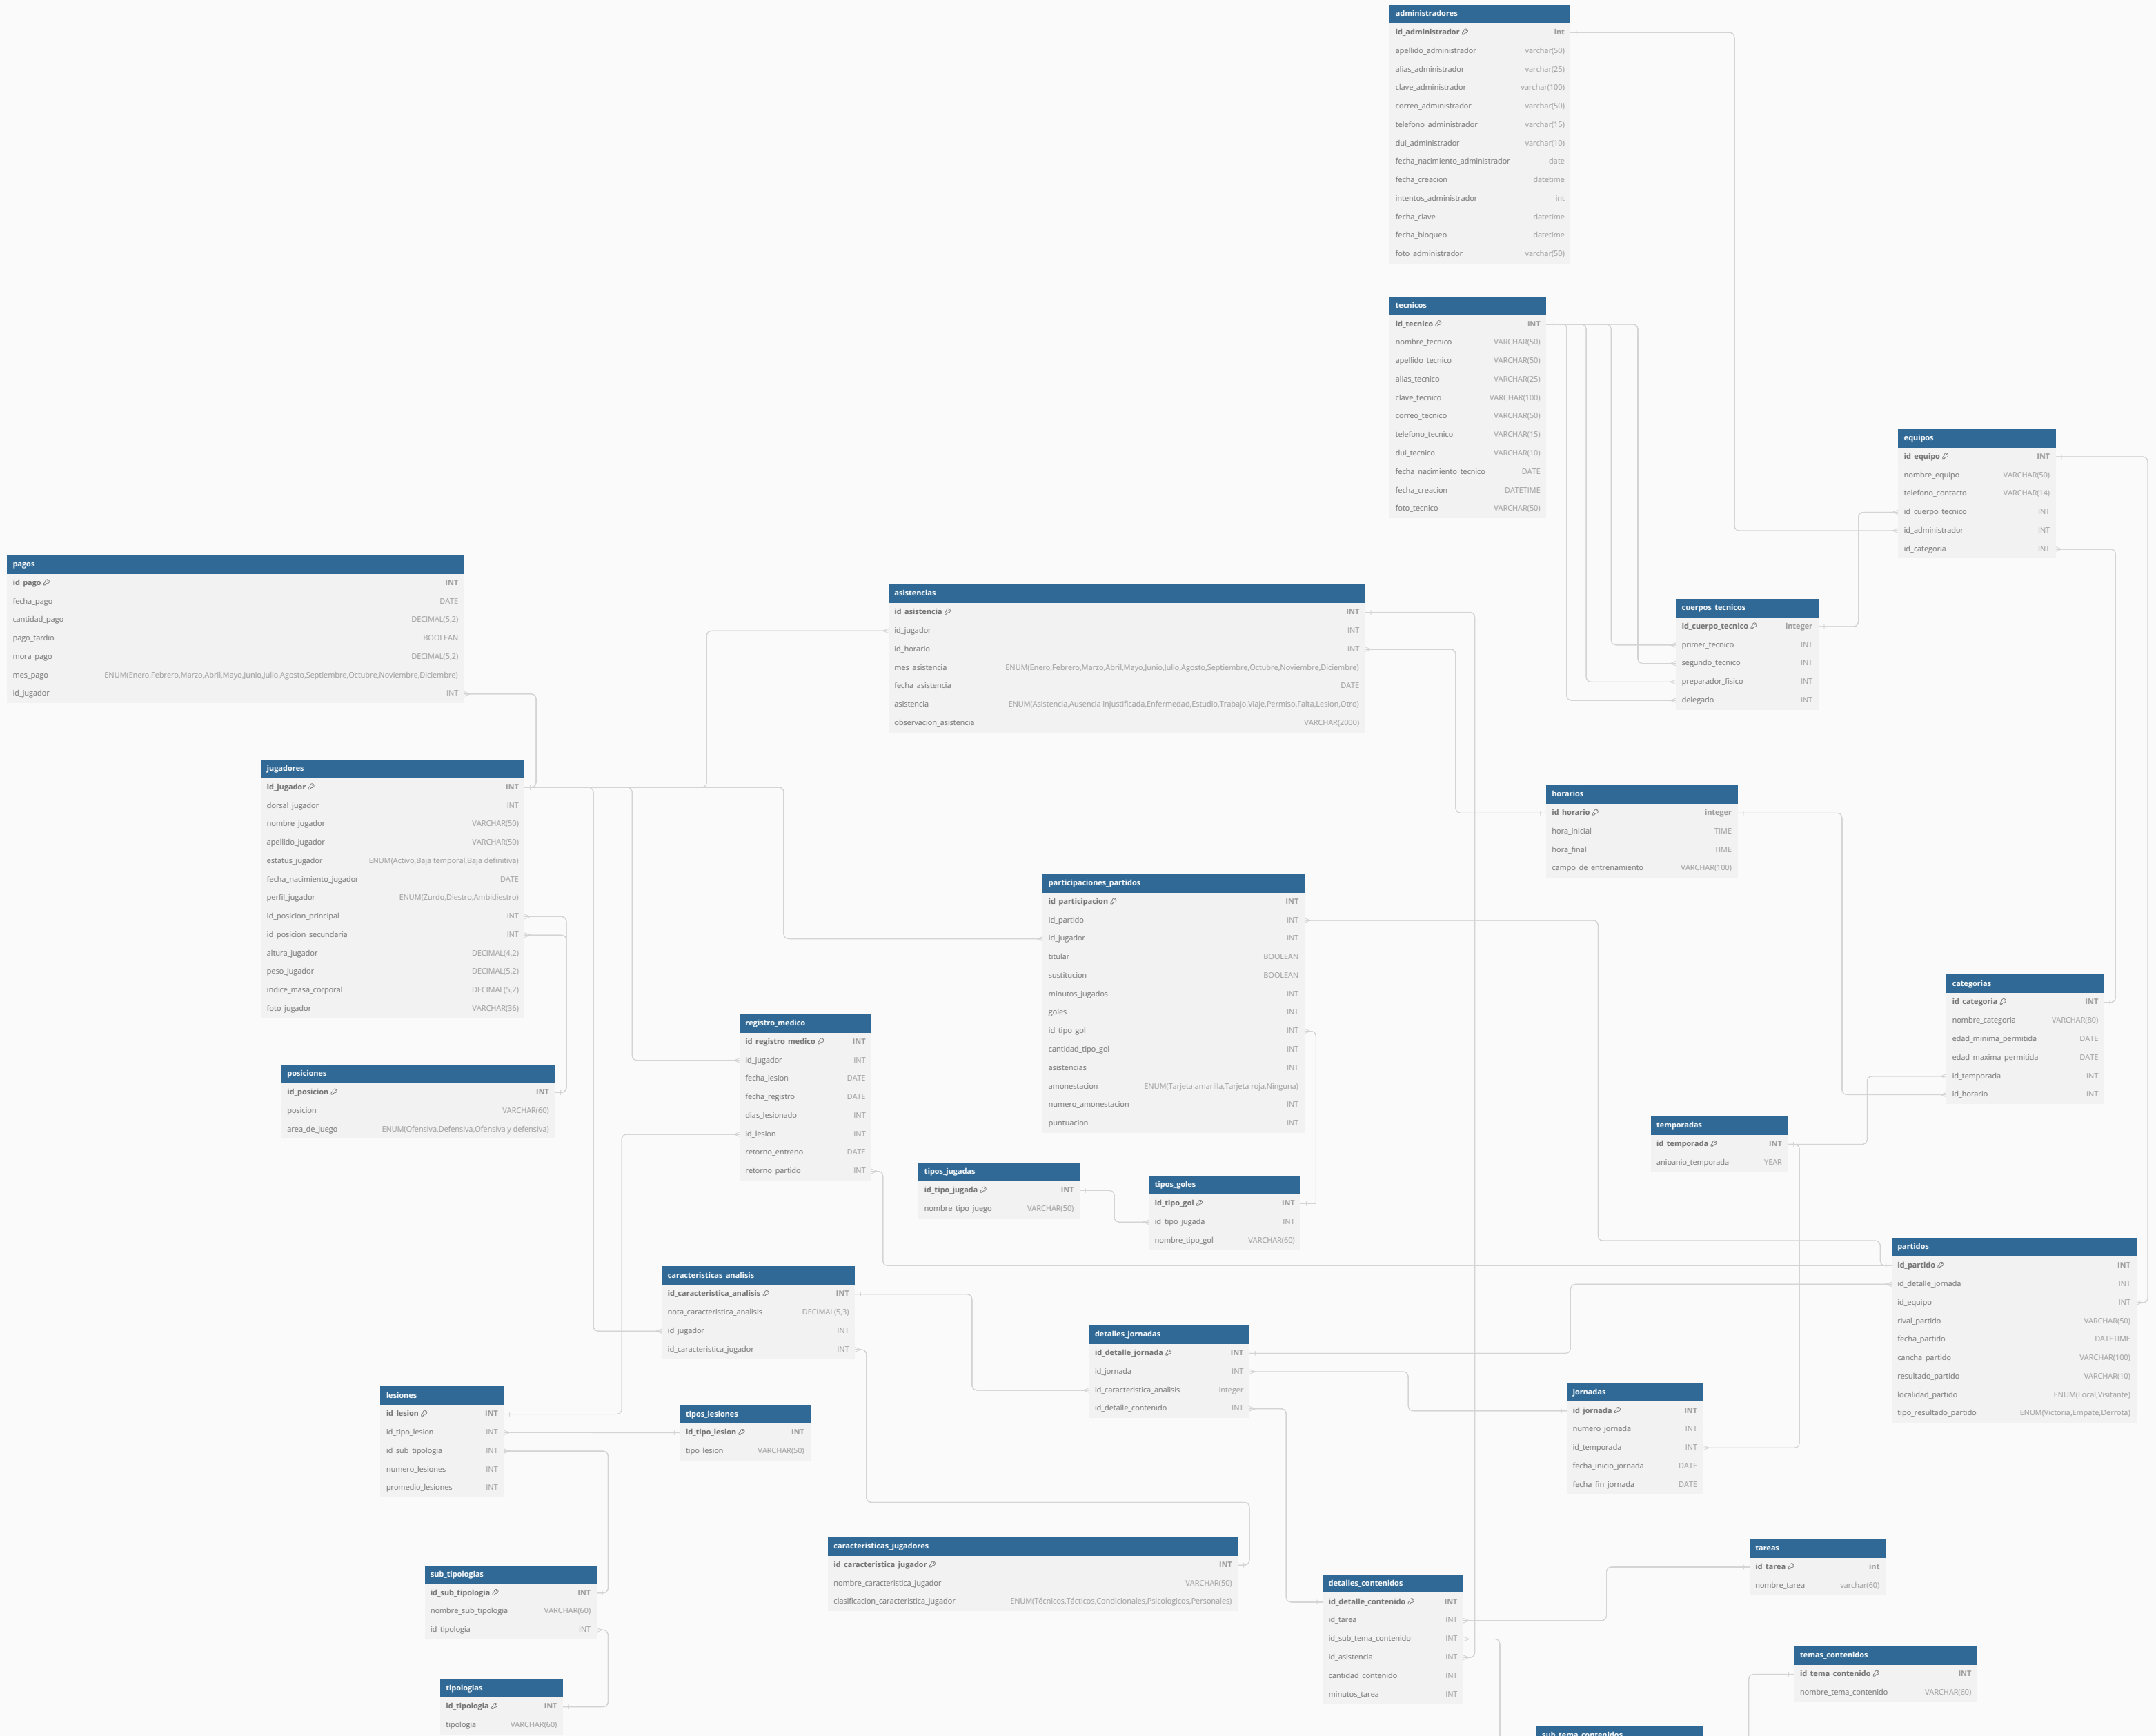 administradores
id_administrador int
apellido_administrador varchar(50)
alias_administrador varchar(25)
clave_administrador varchar(100)
correo_administrador varchar(50)
telefono_administrador varchar(15)
dui_administrador varchar(10)
fecha_nacimiento_administrador date
fecha_creacion datetime
intentos_administrador int
fecha_clave datetime
fecha_bloqueo datetime
foto_administrador varchar(50)
tecnicos
id_tecnico INT
nombre_tecnico VARCHAR(50)
apellido_tecnico VARCHAR(50)
alias_tecnico VARCHAR(25)
clave_tecnico VARCHAR(100)
correo_tecnico VARCHAR(50)
telefono_tecnico VARCHAR(15)
dui_tecnico VARCHAR(10)
fecha_nacimiento_tecnico DATE
fecha_creacion DATETIME
foto_tecnico VARCHAR(50)
equipos
id_equipo INT
nombre_equipo VARCHAR(50)
telefono_contacto VARCHAR(14)
id_cuerpo_tecnico INT
id_administrador INT
id_categoria INT
pagos
id_pago INT
fecha_pago DATE
cantidad_pago DECIMAL(5,2)
pago_tardio BOOLEAN
mora_pago DECIMAL(5,2)
mes_pago ENUM(Enero,Febrero,Marzo,Abril,Mayo,Junio,Julio,Agosto,Septiembre,Octubre,Noviembre,Diciembre)
id_jugador INT
asistencias
id_asistencia INT
id_jugador INT
id_horario INT
mes_asistencia ENUM(Enero,Febrero,Marzo,Abril,Mayo,Junio,Julio,Agosto,Septiembre,Octubre,Noviembre,Diciembre)
fecha_asistencia DATE
asistencia ENUM(Asistencia,Ausencia injustificada,Enfermedad,Estudio,Trabajo,Viaje,Permiso,Falta,Lesion,Otro)
observacion_asistencia VARCHAR(2000)
cuerpos_tecnicos
id_cuerpo_tecnico integer
primer_tecnico INT
segundo_tecnico INT
preparador_fisico INT
delegado INT
jugadores
id_jugador INT
dorsal_jugador INT
nombre_jugador VARCHAR(50)
apellido_jugador VARCHAR(50)
estatus_jugador ENUM(Activo,Baja temporal,Baja definitiva)
fecha_nacimiento_jugador DATE
perfil_jugador ENUM(Zurdo,Diestro,Ambidiestro)
id_posicion_principal INT
id_posicion_secundaria INT
altura_jugador DECIMAL(4,2)
peso_jugador DECIMAL(5,2)
indice_masa_corporal DECIMAL(5,2)
foto_jugador VARCHAR(36)
horarios
id_horario integer
hora_inicial TIME
hora_final TIME
campo_de_entrenamiento VARCHAR(100)
participaciones_partidos
id_participacion INT
id_partido INT
id_jugador INT
titular BOOLEAN
sustitucion BOOLEAN
minutos_jugados INT
goles INT
id_tipo_gol INT
cantidad_tipo_gol INT
asistencias INT
amonestacion ENUM(Tarjeta amarilla,Tarjeta roja,Ninguna)
numero_amonestacion INT
puntuacion INT
categorias
id_categoria INT
nombre_categoria VARCHAR(80)
edad_minima_permitida DATE
edad_maxima_permitida DATE
id_temporada INT
id_horario INT
registro_medico
id_registro_medico INT
id_jugador INT
fecha_lesion DATE
fecha_registro DATE
dias_lesionado INT
id_lesion INT
retorno_entreno DATE
retorno_partido INT
posiciones
id_posicion INT
posicion VARCHAR(60)
area_de_juego ENUM(Ofensiva,Defensiva,Ofensiva y defensiva)
temporadas
id_temporada INT
anioanio_temporada YEAR
tipos_jugadas
id_tipo_jugada INT
nombre_tipo_juego VARCHAR(50)
tipos_goles
id_tipo_gol INT
id_tipo_jugada INT
nombre_tipo_gol VARCHAR(60)
partidos
id_partido INT
id_detalle_jornada INT
id_equipo INT
rival_partido VARCHAR(50)
fecha_partido DATETIME
cancha_partido VARCHAR(100)
resultado_partido VARCHAR(10)
localidad_partido ENUM(Local,Visitante)
tipo_resultado_partido ENUM(Victoria,Empate,Derrota)
caracteristicas_analisis
id_caracteristica_analisis INT
nota_caracteristica_analisis DECIMAL(5,3)
id_jugador INT
id_caracteristica_jugador INT
detalles_jornadas
id_detalle_jornada INT
id_jornada INT
id_caracteristica_analisis integer
id_detalle_contenido INT
jornadas
id_jornada INT
numero_jornada INT
id_temporada INT
fecha_inicio_jornada DATE
fecha_fin_jornada DATE
lesiones
id_lesion INT
id_tipo_lesion INT
id_sub_tipologia INT
numero_lesiones INT
promedio_lesiones INT
tipos_lesiones
id_tipo_lesion INT
tipo_lesion VARCHAR(50)
caracteristicas_jugadores
id_caracteristica_jugador INT
nombre_caracteristica_jugador VARCHAR(50)
clasificacion_caracteristica_jugador ENUM(Técnicos,Tácticos,Condicionales,Psicologicos,Personales)
tareas
id_tarea int
nombre_tarea varchar(60)
sub_tipologias
id_sub_tipologia INT
nombre_sub_tipologia VARCHAR(60)
id_tipologia INT
detalles_contenidos
id_detalle_contenido INT
id_tarea INT
id_sub_tema_contenido INT
id_asistencia INT
cantidad_contenido INT
minutos_tarea INT
temas_contenidos
id_tema_contenido INT
nombre_tema_contenido VARCHAR(60)
tipologias
id_tipologia INT
tipologia VARCHAR(60)
sub_tema_contenidos